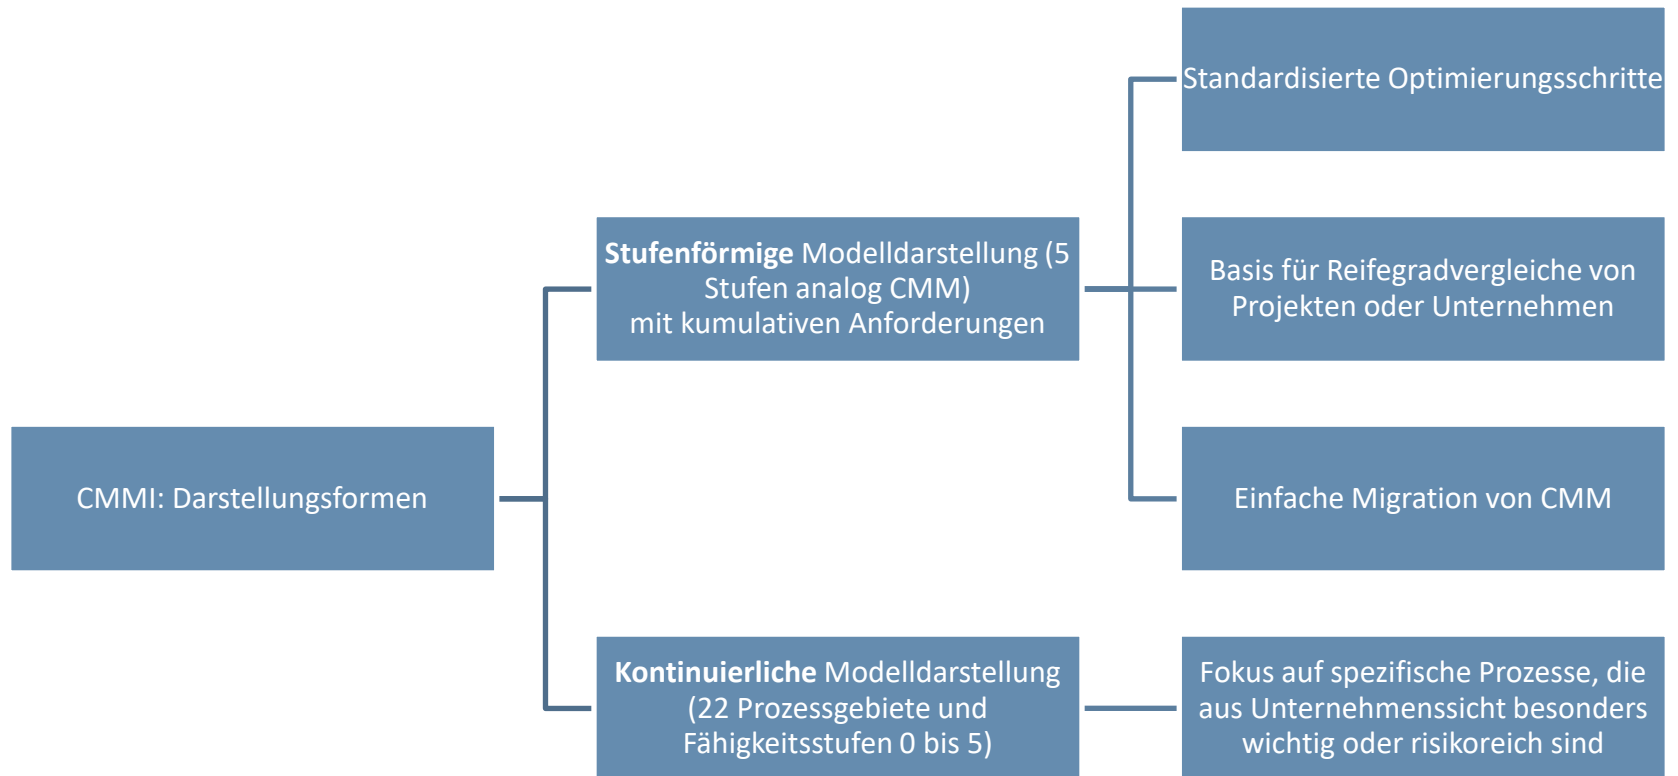 CMMI: Darstellungsformen
Stufenförmige Modelldarstellung (5
Stufen analog CMM)
mit kumulativen Anforderungen
Standardisierte Optimierungsschritte
Basis für Reifegradvergleiche von
Projekten oder Unternehmen
Einfache Migration von CMM
Kontinuierliche Modelldarstellung
(22 Prozessgebiete und
Fähigkeitsstufen 0 bis 5)
Fokus auf spezifische Prozesse, die
aus Unternehmenssicht besonders
wichtig oder risikoreich sind